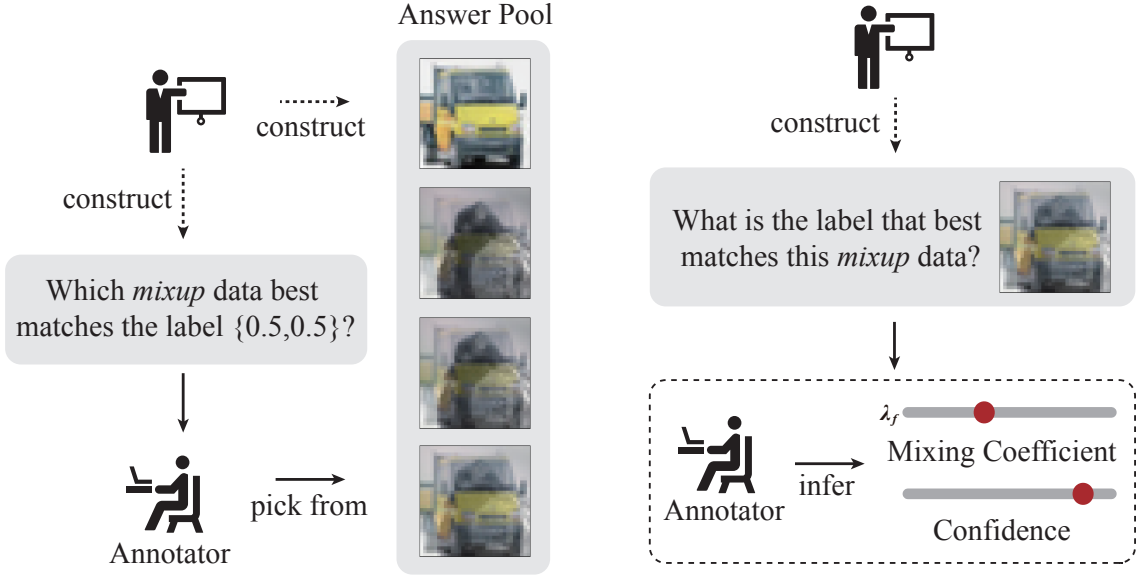 Answer Pool
construct
construct
Which mixup data best
matches the label {0.5,0.5}?
pick from
Annotator
construct
What is the label that best
matches this mixup data?
Annotator
infer
λf
Mixing Coefficient
Confidence